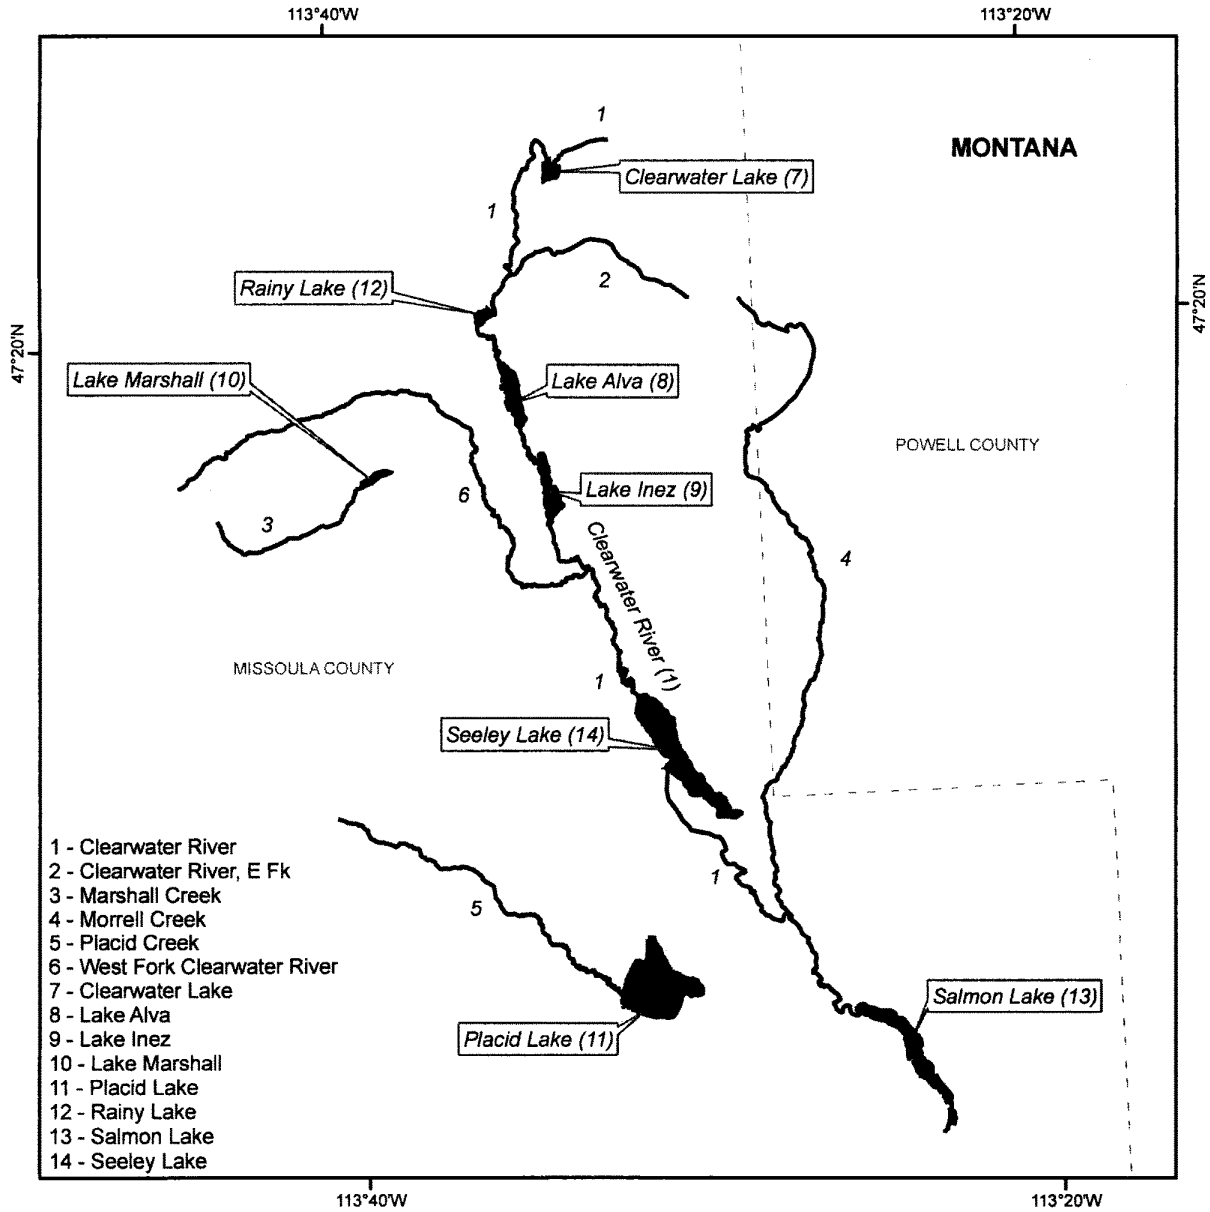 113°40'W
113°20'W
1
MONTANA
Clearwater Lake (7)
1
2
Rainy Lake (12)
47°20'N
47°20'N
Lake Marshall (10)
Lake Alva (8)
POWELL COUNTY
6
Lake Inez (9)
3
Clearwater River (1)
4
MISSOULA COUNTY
1
Seeley Lake (14)
1
5
Salmon Lake (13)
Placid Lake (11)
1 - Clearwater River
2 - Clearwater River, E Fk
3 - Marshall Creek
4 - Morrell Creek
5 - Placid Creek
6 - West Fork Clearwater River
7 - Clearwater Lake
8 - Lake Alva
9 - Lake Inez
10 - Lake Marshall
11 - Placid Lake
12 - Rainy Lake
13 - Salmon Lake
14 - Seeley Lake
113°40'W
113°20'W